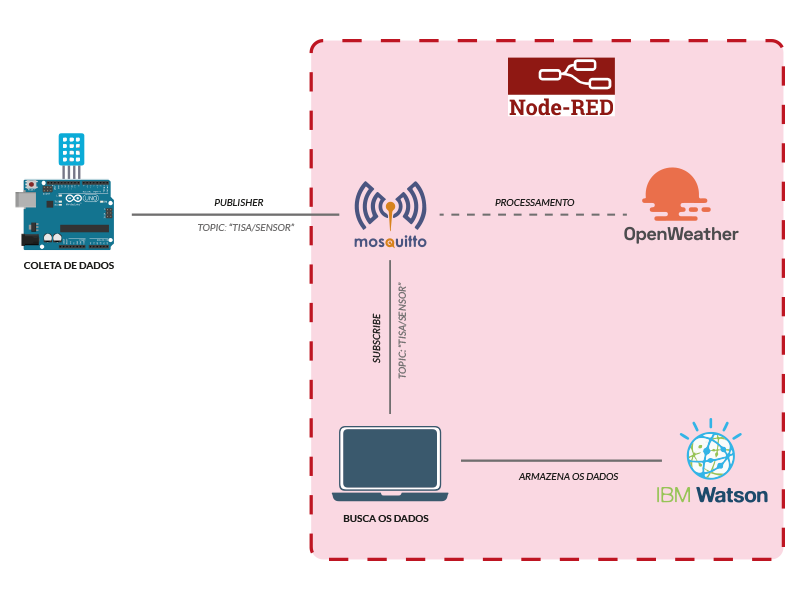 Node-RED
UNO
PUBLISHER
TOPIC: "TISA/SENSOR"
COLETA DE DADOS
mosquitto
PROCESSAMENTO
OpenWeather
SUBSCRIBE
TOPIC: "TISA/SENSOR"
BUSCA OS DADOS
ARMAZENA OS DADOS
IBM Watson